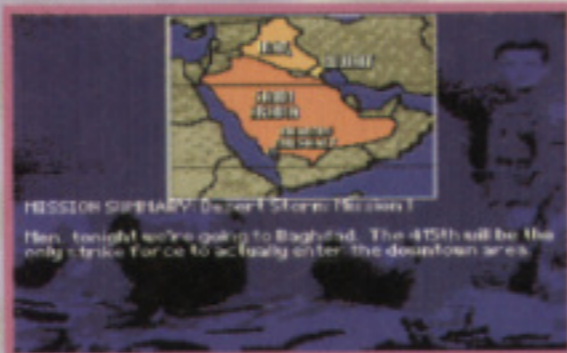 IRAQ
KUWAIT
SAUDI
ARABIA
MISSION SUMMARY: Desert Storm: Mission 1
Men, tonight we're going to Baghdad. The 415th will be the
only strike force to actually enter the downtown area.